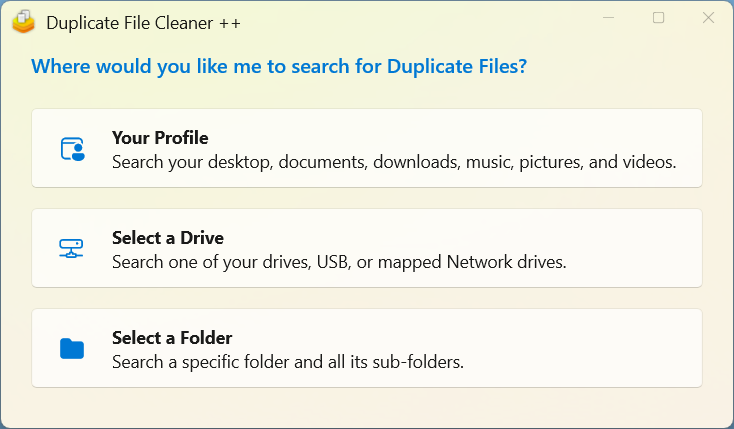 Duplicate File Cleaner ++
Where would you like me to search for Duplicate Files?
Your Profile
Search your desktop, documents, downloads, music, pictures, and videos.
Select a Drive
Search one of your drives, USB, or mapped Network drives.
Select a Folder
Search a specific folder and all its sub-folders.